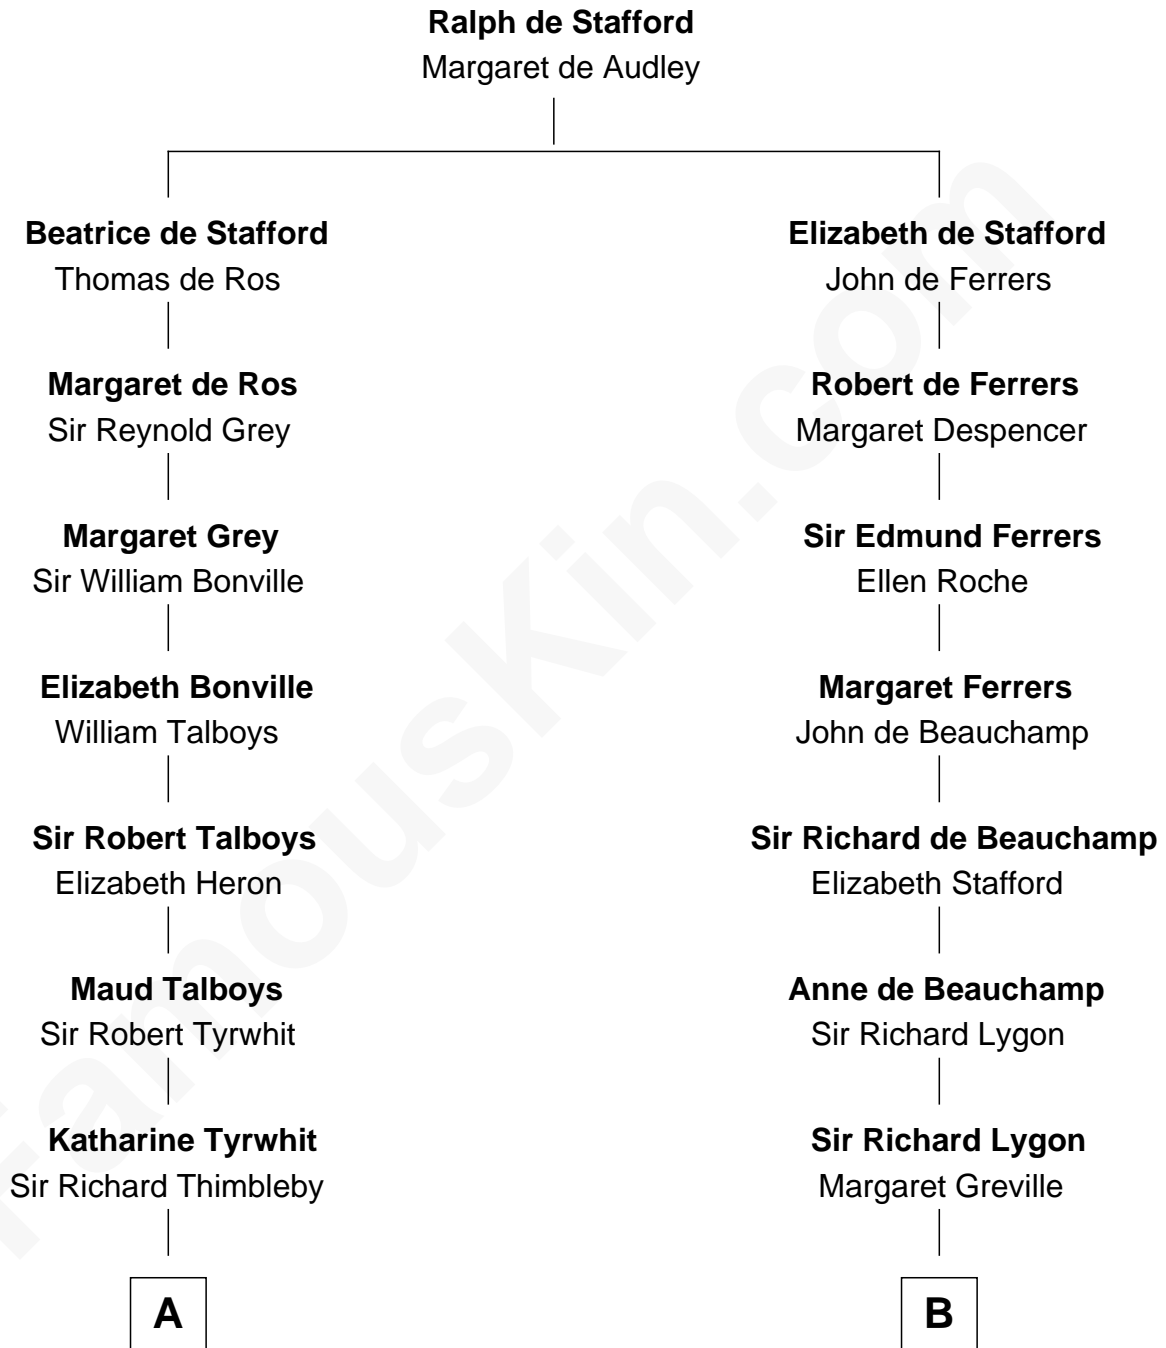 Ralph de Stafford
Margaret de Audley
Beatrice de Stafford
Thomas de Ros
Elizabeth de Stafford
John de Ferrers
Margaret de Ros
Sir Reynold Grey
Robert de Ferrers
Margaret Despencer
Margaret Grey
Sir William Bonville
Sir Edmund Ferrers
Ellen Roche
Elizabeth Bonville
William Talboys
Margaret Ferrers
John de Beauchamp
Sir Robert Talboys
Elizabeth Heron
Sir Richard de Beauchamp
Elizabeth Stafford
Maud Talboys
Sir Robert Tyrwhit
Anne de Beauchamp
Sir Richard Lygon
Katharine Tyrwhit
Sir Richard Thimbleby
Sir Richard Lygon
Margaret Greville
A
B
FamousKin.com